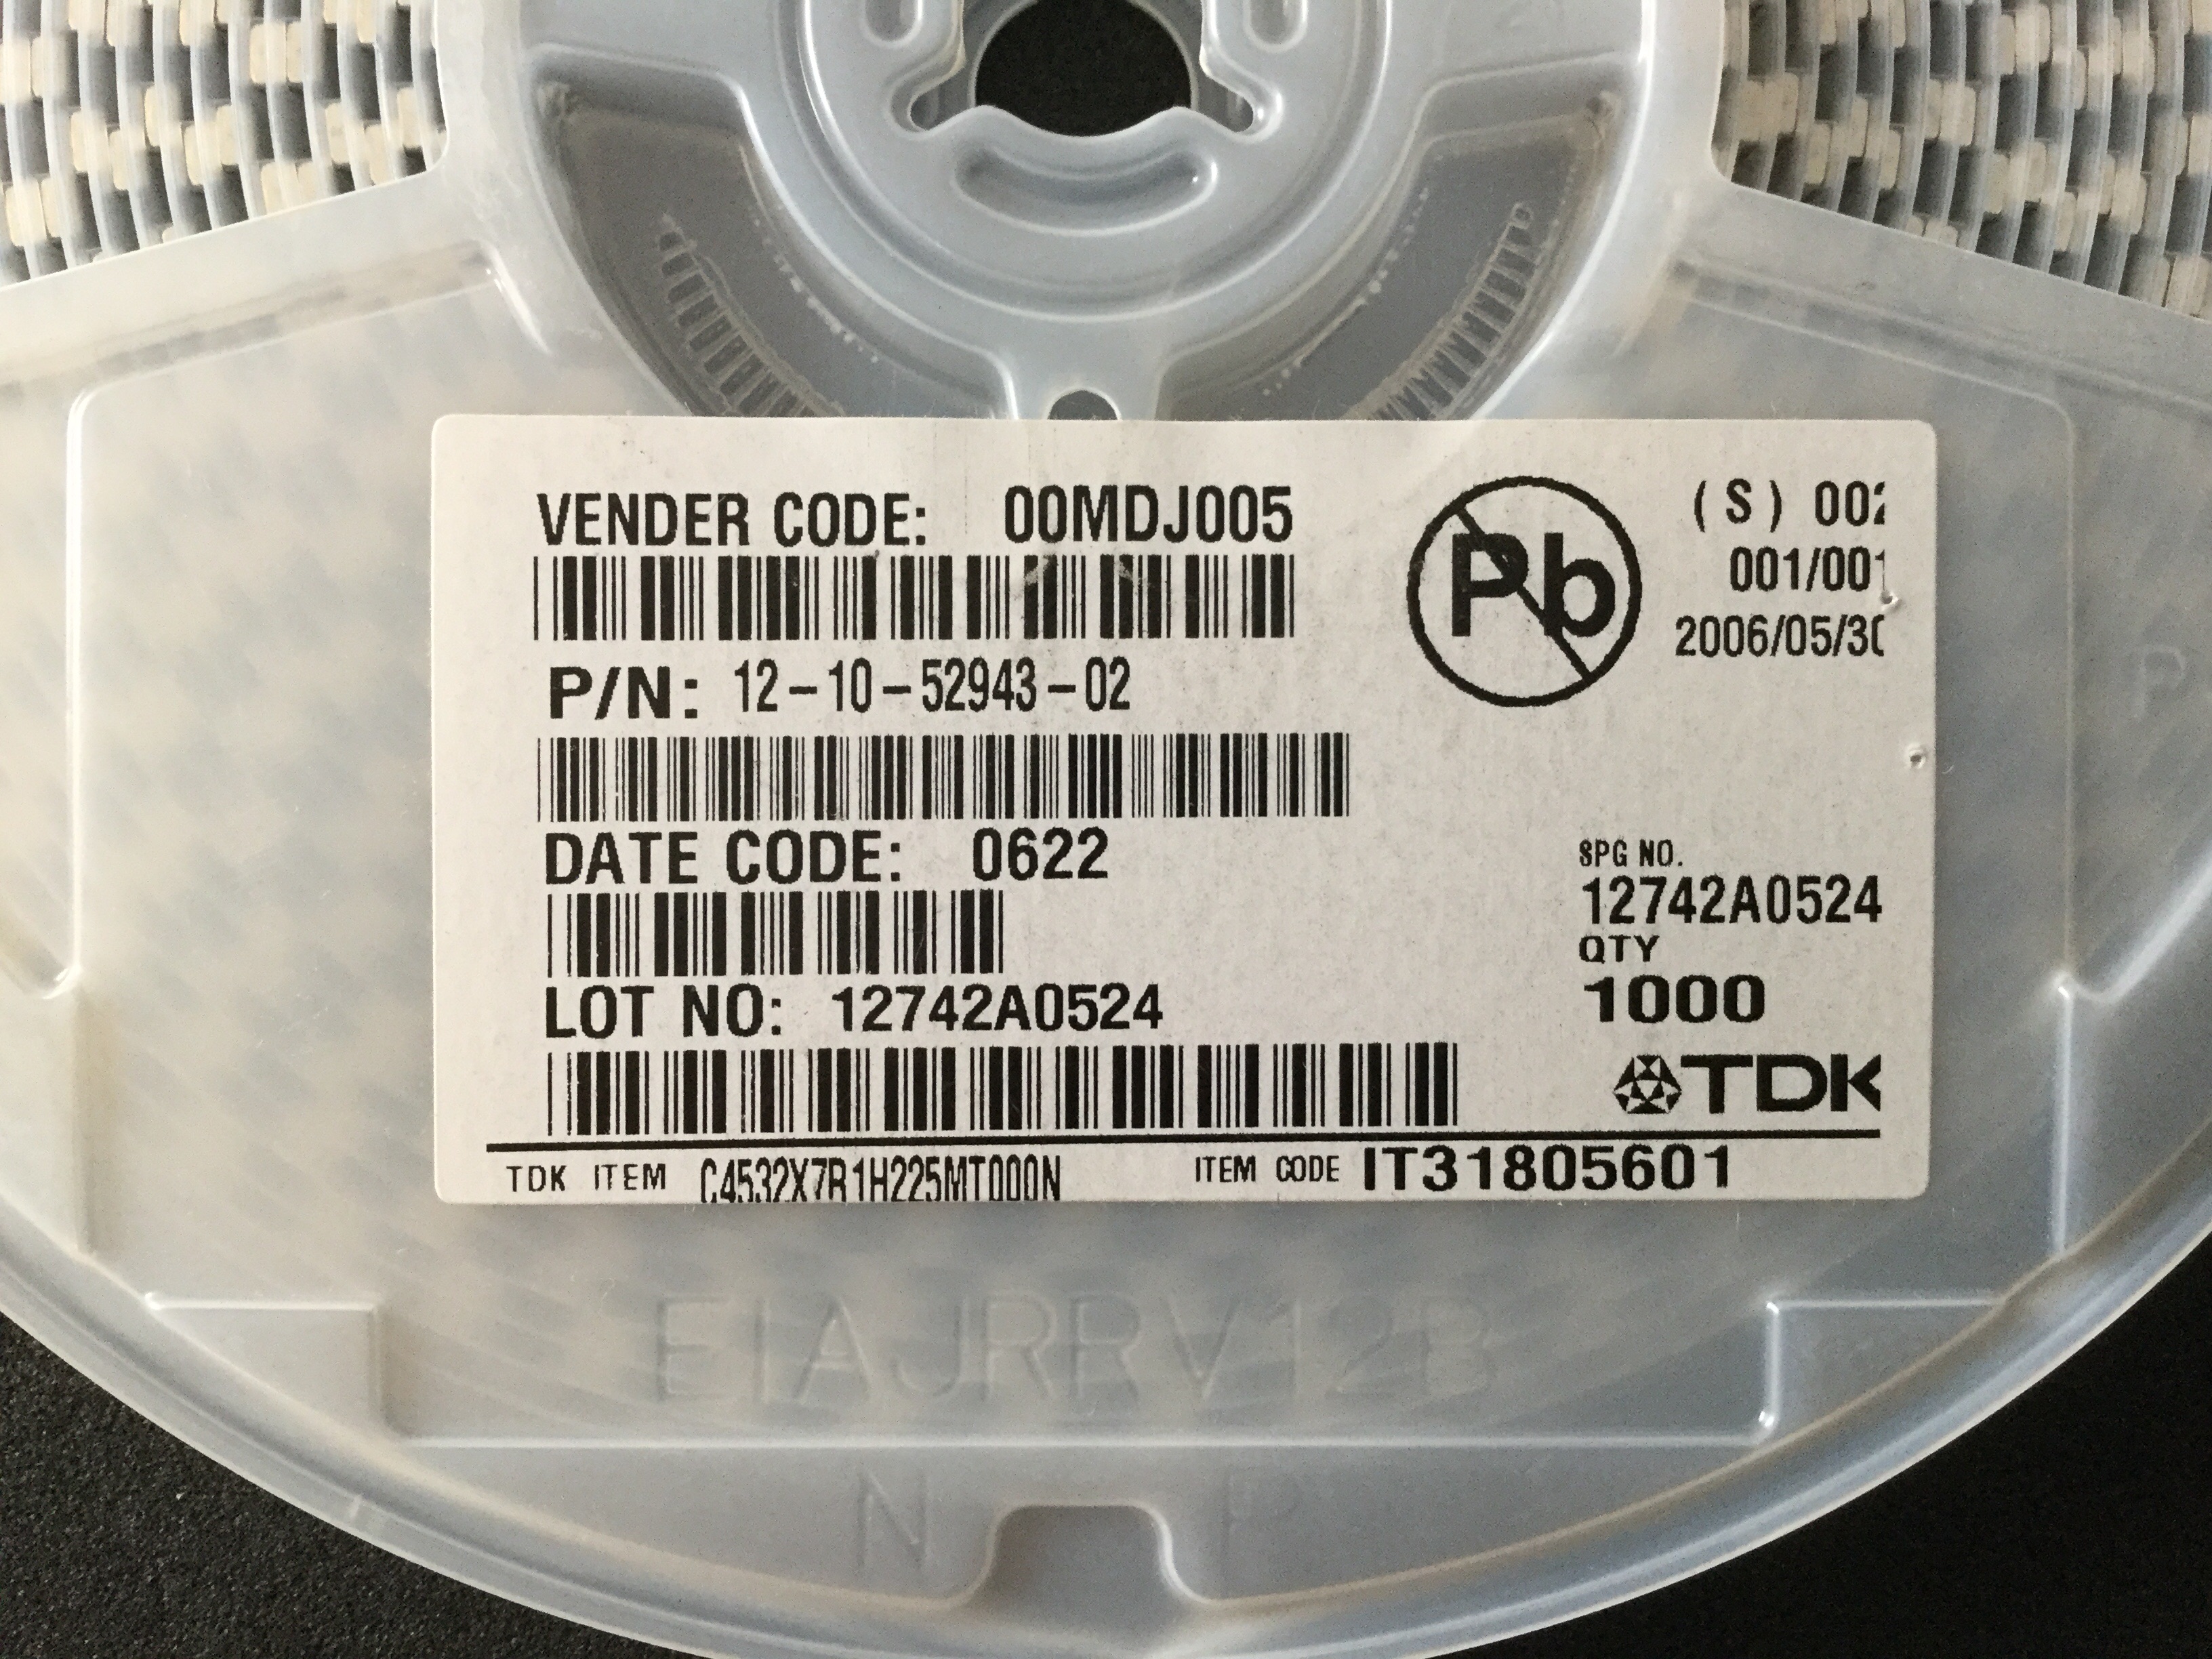 VENDER CODE: 00MDJ005
Pb
(S) 002
001/001
2006/05/30
P/N: 12-10-52943-02
DATE CODE: 0622
SPG NO.
12742A0524
QTY
1000
LOT NO: 12742A0524
TDK
TDK ITEM C4532X7R1H225MT000N
ITEM CODE IT31805601
EIAJRRV12B
N P